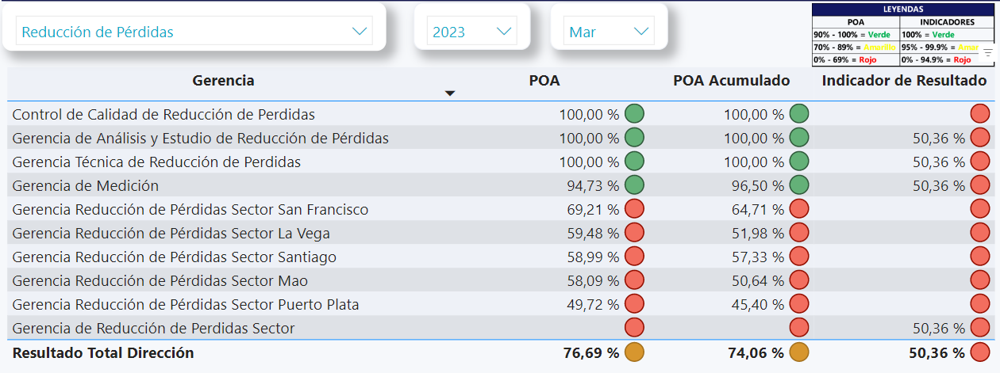 Reducción de Pérdidas
2023
Mar
LEYENDAS
POA INDICADORES
90% - 100% = Verde 100% = Verde
70% - 89% = Amarillo 95% - 99.9% = Amar
0% - 69% = Rojo 0% - 94.9% = Rojo
Gerencia POA POA Acumulado Indicador de Resultado
Control de Calidad de Reducción de Perdidas 100,00 % 100,00 %
Gerencia de Análisis y Estudio de Reducción de Pérdidas 100,00 % 100,00 % 50,36 %
Gerencia Técnica de Reducción de Perdidas 100,00 % 100,00 % 50,36 %
Gerencia de Medición 94,73 % 96,50 % 50,36 %
Gerencia Reducción de Pérdidas Sector San Francisco 69,21 % 64,71 %
Gerencia Reducción de Pérdidas Sector La Vega 59,48 % 51,98 %
Gerencia Reducción de Pérdidas Sector Santiago 58,99 % 57,33 %
Gerencia Reducción de Pérdidas Sector Mao 58,09 % 50,64 %
Gerencia Reducción de Pérdidas Sector Puerto Plata 49,72 % 45,40 %
Gerencia de Reducción de Perdidas Sector 50,36 %
Resultado Total Dirección 76,69 % 74,06 % 50,36 %